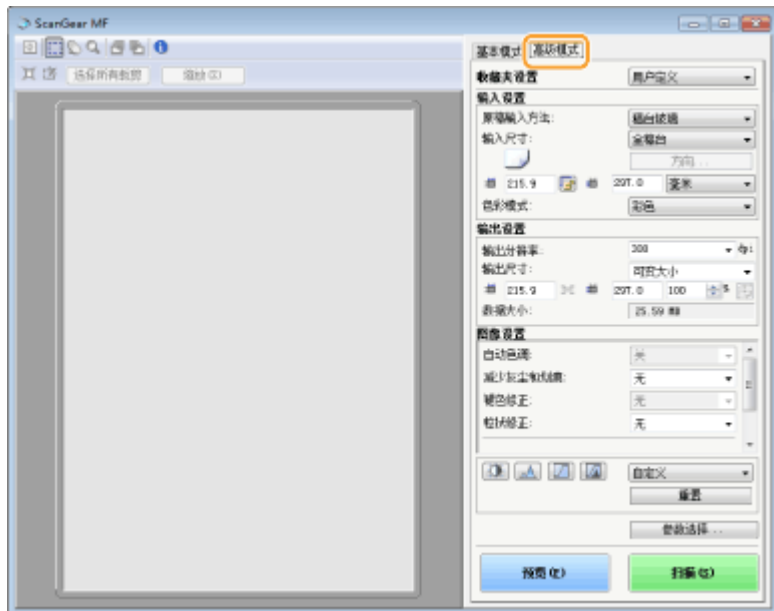 ScanGear MF
基本模式 高级模式
选择所有裁剪 缩放(Z)
收藏夹设置 用户定义
输入设置
原稿输入方法: 稿台玻璃
输入尺寸: 全稿台
方向...
215.9 297.0 毫米
色彩模式: 彩色
输出设置
输出分辨率: 300 dpi
输出尺寸: 可变大小
215.9 297.0 100 %
数据大小: 25.59 MB
图像设置
自动色调: 关
减少灰尘和划痕: 无
褪色修正: 无
粒状修正: 无
自定义
重置
参数选择...
预览(P) 扫描(S)